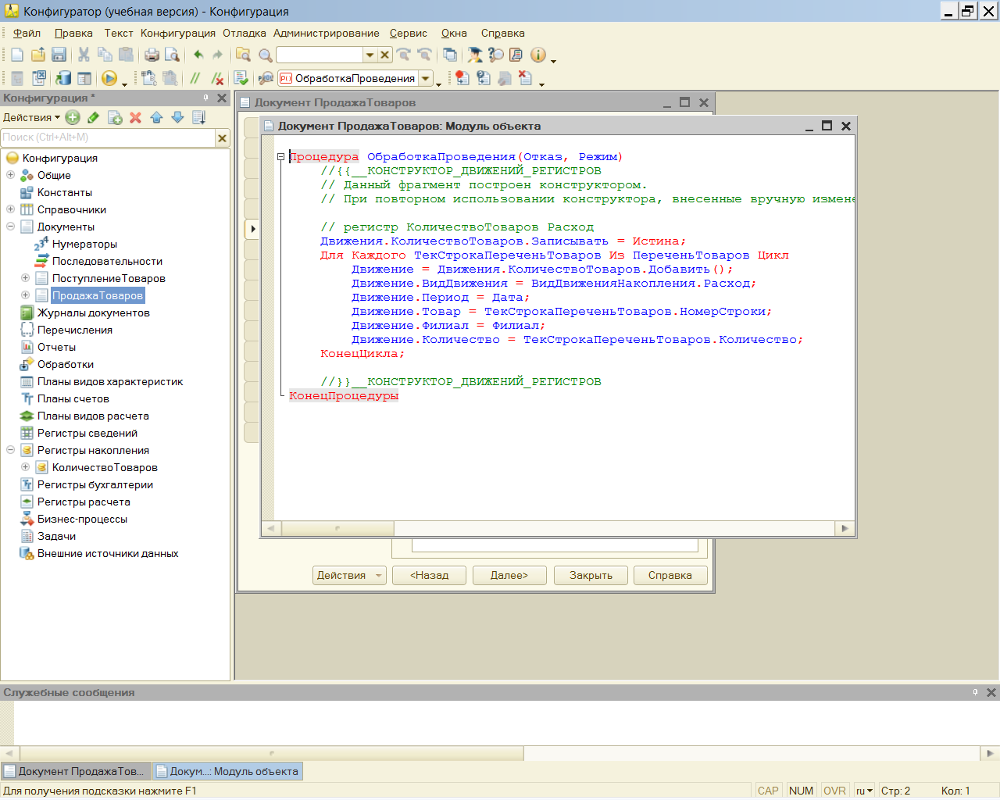 Конфигуратор (учебная версия) - Конфигурация
Файл Правка Текст Конфигурация Отладка Администрирование Сервис Окна Справка
ОбработкаПроведения
Конфигурация *
Действия
Поиск (Ctrl+Alt+M)
Конфигурация
Общие
Константы
Справочники
Документы
Нумераторы
Последовательности
ПоступлениеТоваров
ПродажаТоваров
Журналы документов
Перечисления
Отчеты
Обработки
Планы видов характеристик
Планы счетов
Планы видов расчета
Регистры сведений
Регистры накопления
КоличествоТоваров
Регистры бухгалтерии
Регистры расчета
Бизнес-процессы
Задачи
Внешние источники данных
Документ ПродажаТоваров
Документ ПродажаТоваров: Модуль объекта
Процедура ОбработкаПроведения(Отказ, Режим)
//{{__КОНСТРУКТОР_ДВИЖЕНИЙ_РЕГИСТРОВ
// Данный фрагмент построен конструктором.
// При повторном использовании конструктора, внесенные вручную измене
// регистр КоличествоТоваров Расход
Движения.КоличествоТоваров.Записывать = Истина;
Для Каждого ТекСтрокаПереченьТоваров Из ПереченьТоваров Цикл
Движение = Движения.КоличествоТоваров.Добавить();
Движение.ВидДвижения = ВидДвиженияНакопления.Расход;
Движение.Период = Дата;
Движение.Товар = ТекСтрокаПереченьТоваров.НомерСтроки;
Движение.Филиал = Филиал;
Движение.Количество = ТекСтрокаПереченьТоваров.Количество;
КонецЦикла;
//}}__КОНСТРУКТОР_ДВИЖЕНИЙ_РЕГИСТРОВ
КонецПроцедуры
Действия <Назад Далее> Закрыть Справка
Служебные сообщения
Документ ПродажаТов... Докум...: Модуль объекта
Для получения подсказки нажмите F1 CAP NUM OVR ru Стр: 2 Кол: 1